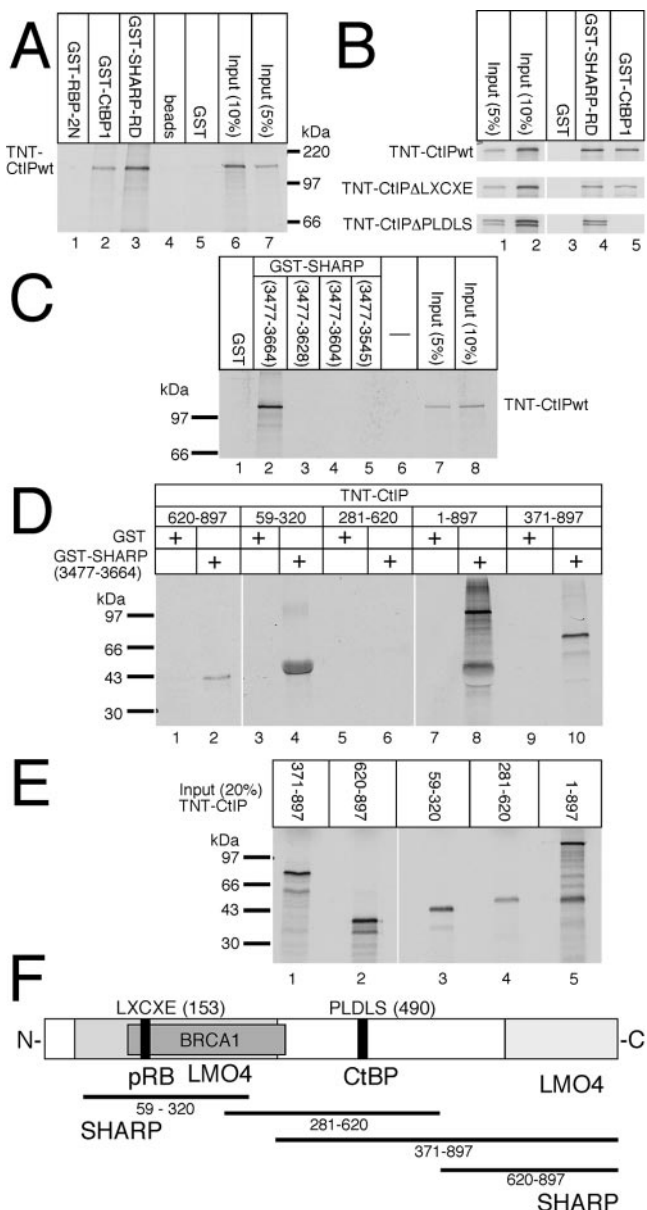 A
GST-RBP-2N
GST-CtBP1
GST-SHARP-RD
beads
GST
Input (10%)
Input (5%)
kDa
TNT-
CtIPwt
220
97
66
1 2 3 4 5 6 7
B
Input (5%)
Input (10%)
GST
GST-SHARP-RD
GST-CtBP1
TNT-CtIPwt
TNT-CtIPΔLXCXE
TNT-CtIPΔPLDLS
1 2 3 4 5
C
GST-SHARP
GST
(3477-3664)
(3477-3628)
(3477-3604)
(3477-3545)
—
Input (5%)
Input (10%)
kDa
97
66
TNT-CtIPwt
1 2 3 4 5 6 7 8
D
TNT-CtIP
620-897 59-320 281-620 1-897 371-897
GST + + + + +
GST-SHARP + + + + +
(3477-3664)
kDa
97
66
43
30
1 2 3 4 5 6 7 8 9 10
E
Input (20%)
TNT-CtIP
371-897
620-897
59-320
281-620
1-897
kDa
97
66
43
30
1 2 3 4 5
F
LXCXE (153) PLDLS (490)
N- BRCA1 -C
pRB LMO4 CtBP LMO4
59 - 320
SHARP
281-620
371-897
620-897
SHARP